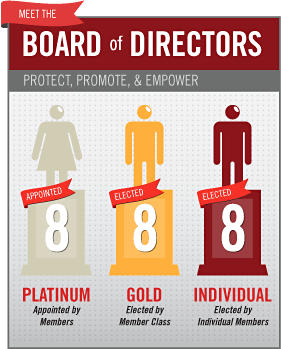 MEET THE
BOARD of DIRECTORS
PROTECT, PROMOTE, & EMPOWER
APPOINTED
8
ELECTED
8
ELECTED
8
PLATINUM
Appointed by
Members
GOLD
Elected by
Member Class
INDIVIDUAL
Elected by
Individual Members